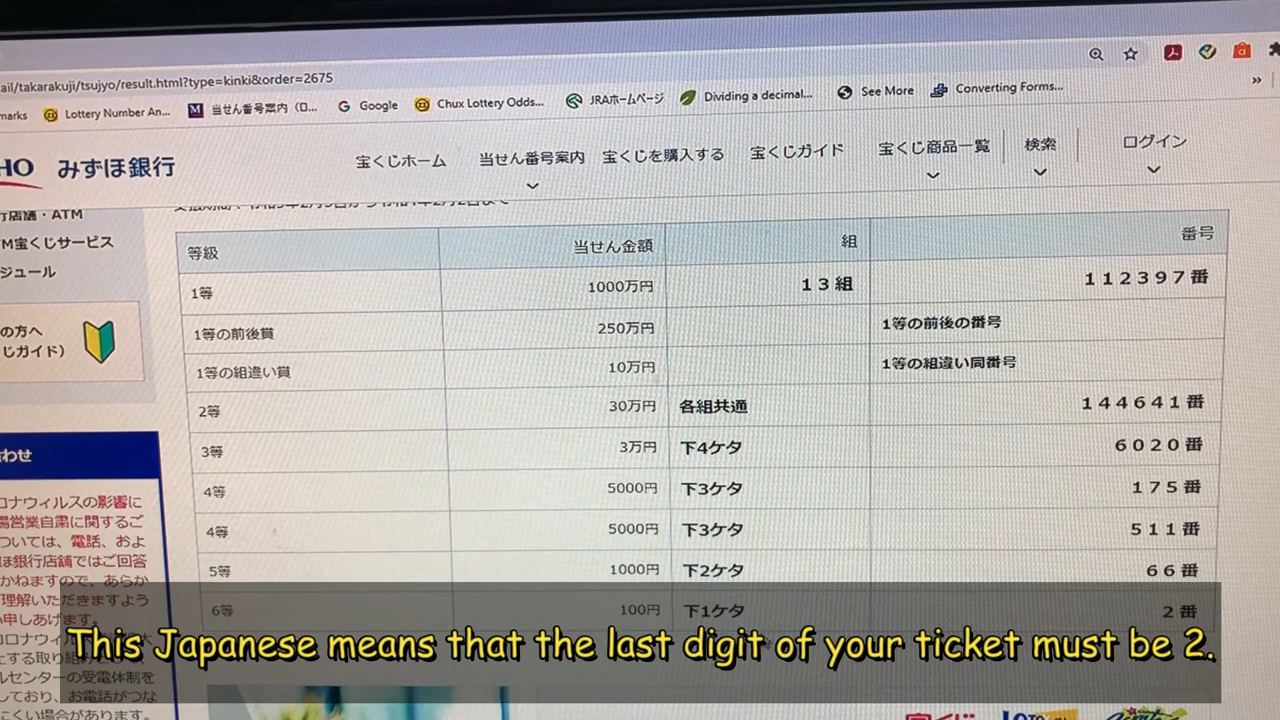 ail/takarakuji/tsujyo/result.html?type=kinki&order=2675
marks Lottery Number An... 当せん番号案内 (ロ... Google Chux Lottery Odds... JRAホームページ Dividing a decimal... See More Converting Forms... »
HO みずほ銀行 宝くじホーム 当せん番号案内 宝くじを購入する 宝くじガイド 宝くじ商品一覧 検索 ログイン
行店舗・ATM
M宝くじサービス
ジュール
の方へ
じガイド)
等級 当せん金額 組 番号
1等 1000万円 13組 112397番
1等の前後賞 250万円 1等の前後の番号
1等の組違い賞 10万円 1等の組違い同番号
2等 30万円 各組共通 144641番
3等 3万円 下4ケタ 6020番
4等 5000円 下3ケタ 175番
4等 5000円 下3ケタ 511番
5等 1000円 下2ケタ 66番
6等 100円 下1ケタ 2番
わせ
ロナウィルスの影響に
場営業自粛に関するご
ついては、電話、およ
ほ銀行店舗ではご回答
かねますので、あらか
理解いただきますよう
申しあげます。
コロナウィル
とする取り組
ルセンターの受電体制を
しており、お電話がつな
にくい場合があります。
This Japanese means that the last digit of your ticket must be 2.
宝くじ